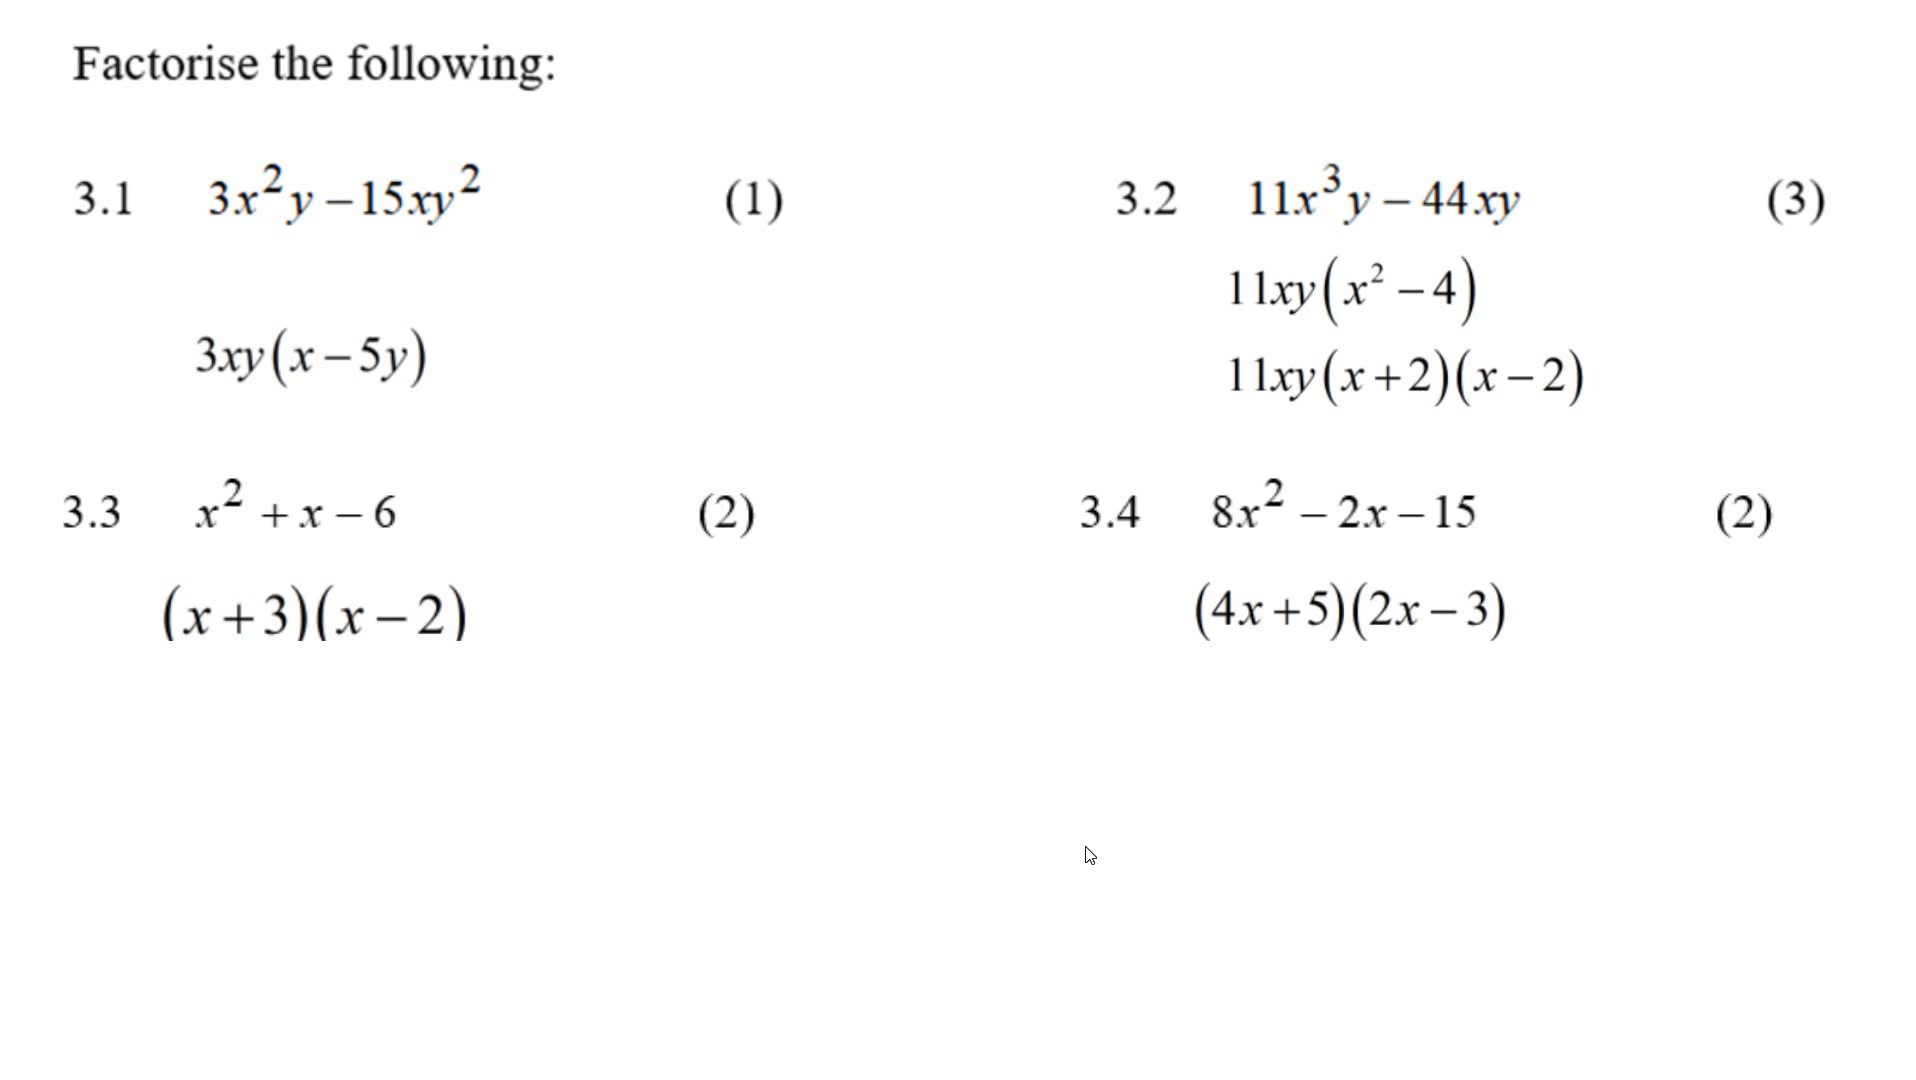 Factorise the following:
3.1 3x²y – 15xy² (1)
3xy(x – 5y)
3.2 11x³y – 44xy (3)
11xy(x² – 4)
11xy(x + 2)(x – 2)
3.3 x² + x – 6 (2)
(x + 3)(x – 2)
3.4 8x² – 2x – 15 (2)
(4x + 5)(2x – 3)